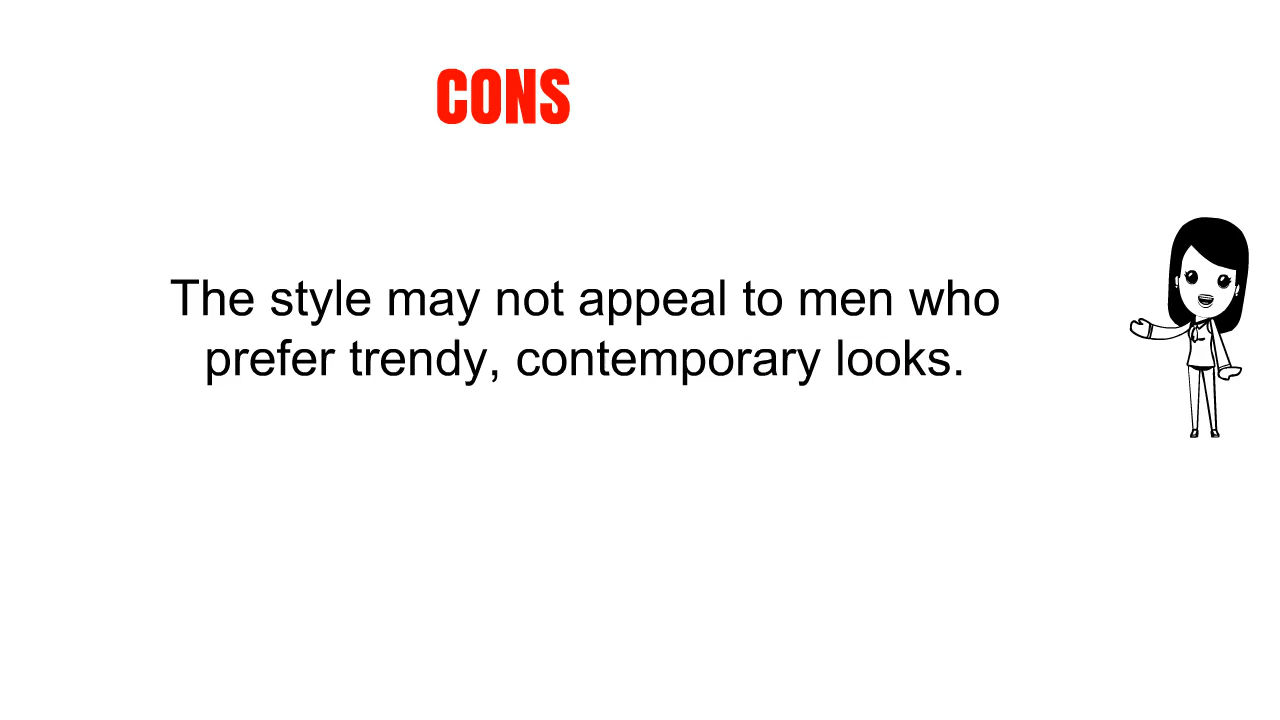 CONS
The style may not appeal to men who
prefer trendy, contemporary looks.